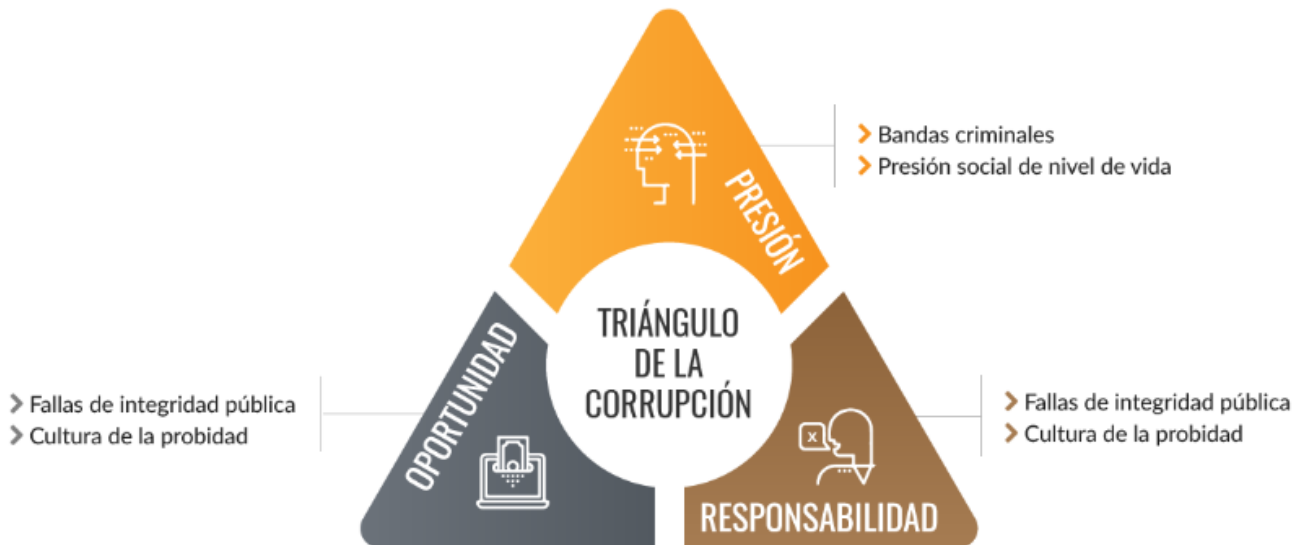 Bandas criminales
Presión social de nivel de vida
PRESIÓN
TRIÁNGULO
DE LA
CORRUPCIÓN
OPORTUNIDAD
Fallas de integridad pública
Cultura de la probidad
x
RESPONSABILIDAD
Fallas de integridad pública
Cultura de la probidad